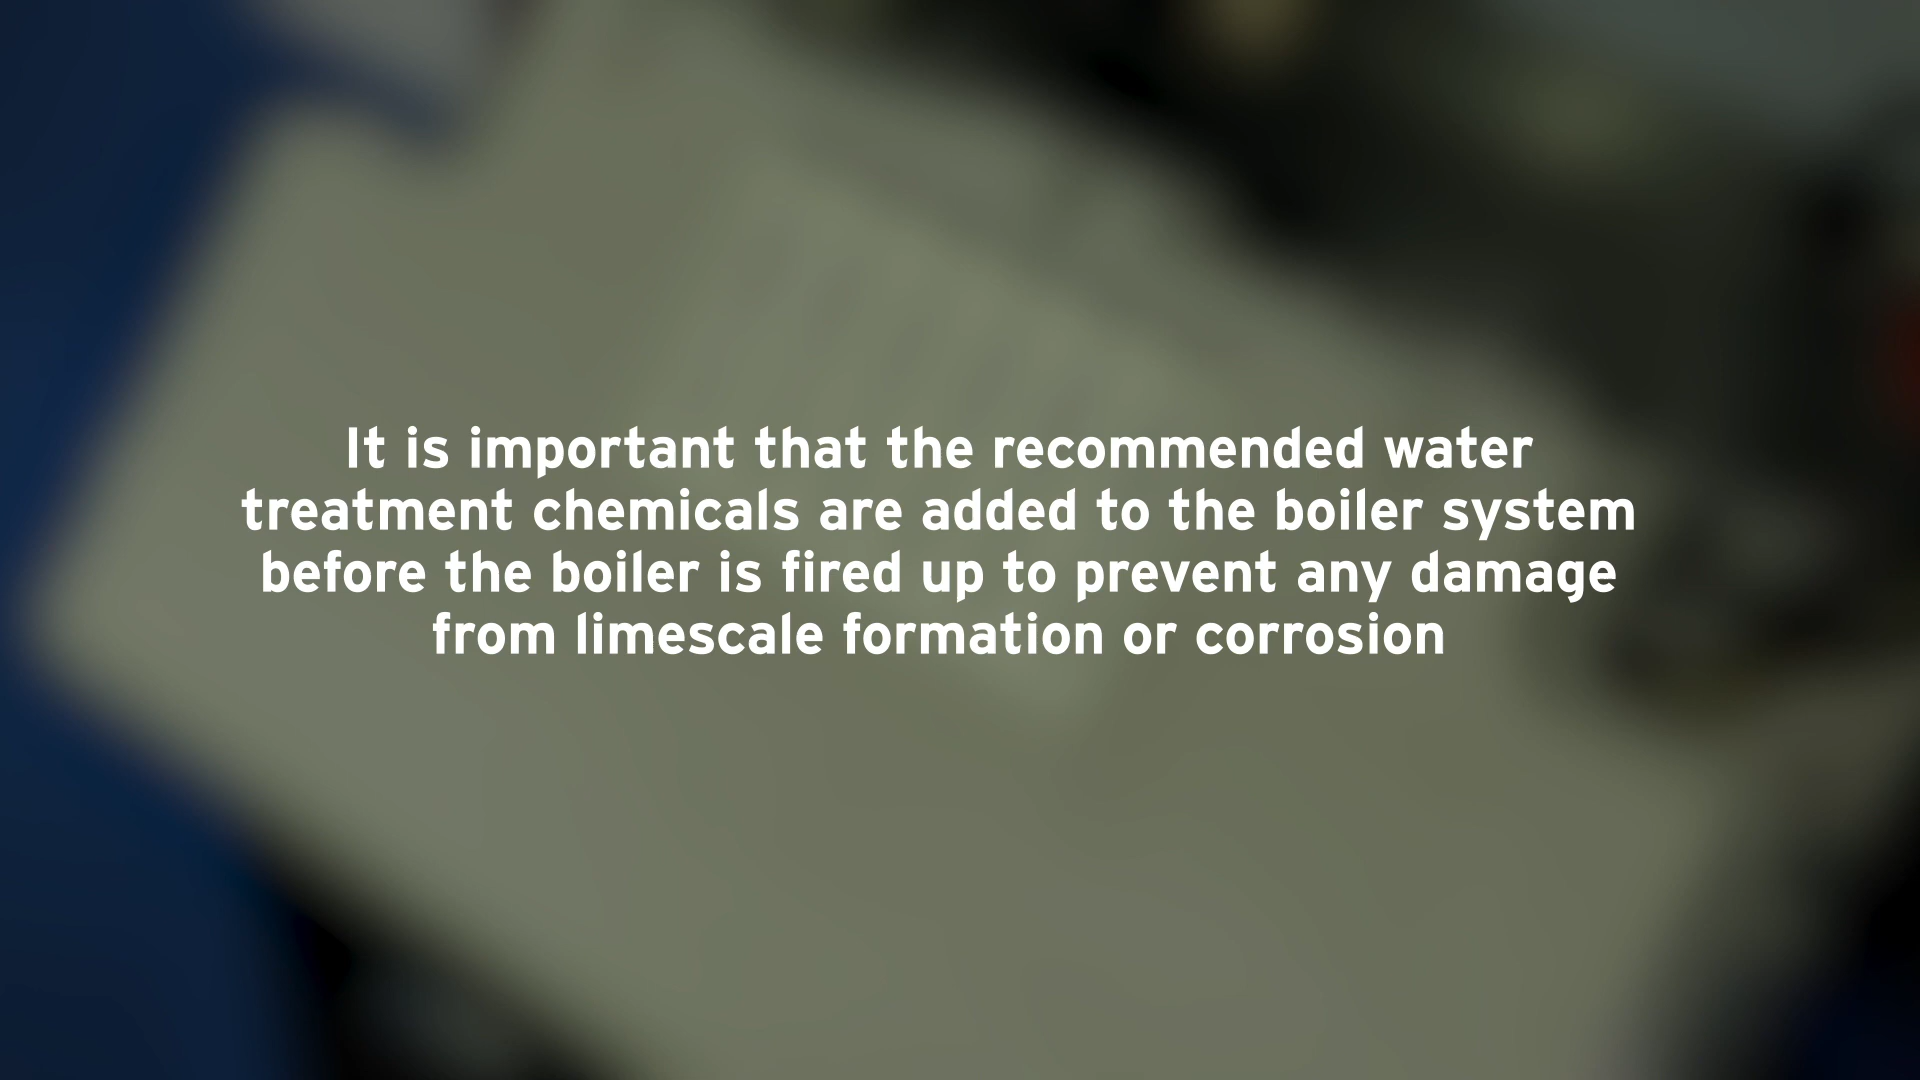 It is important that the recommended water
treatment chemicals are added to the boiler system
before the boiler is fired up to prevent any damage
from limescale formation or corrosion